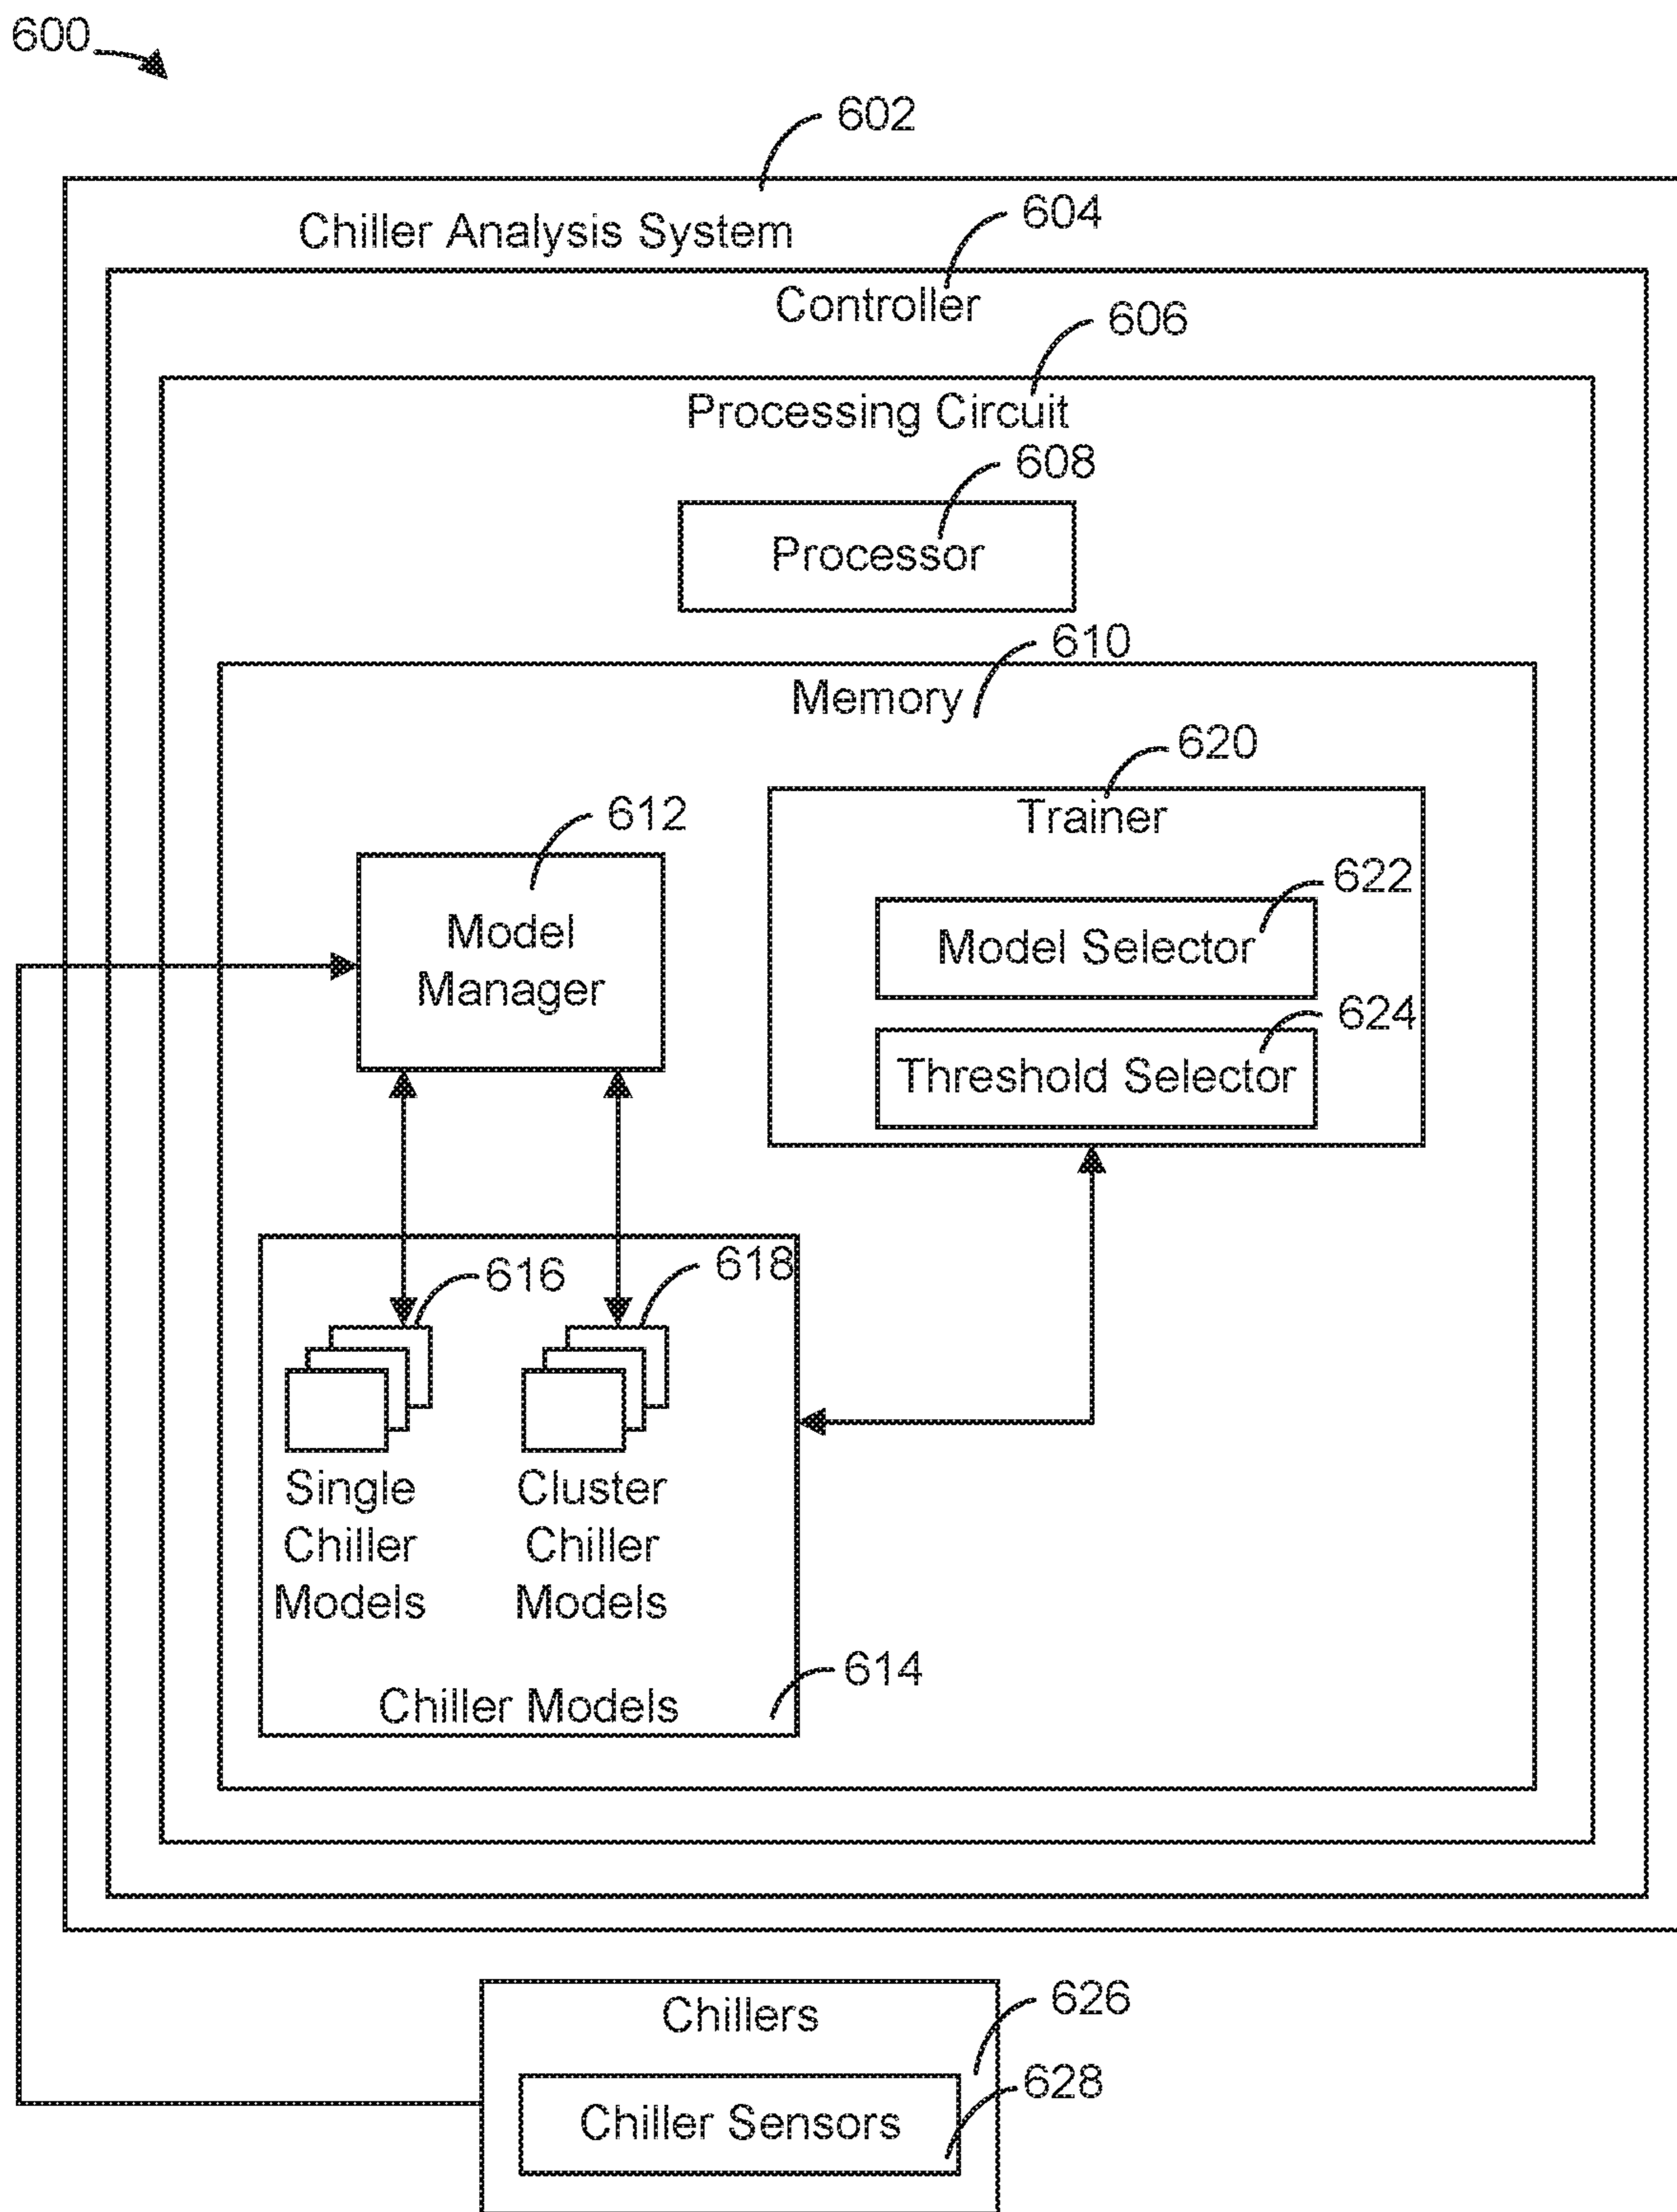 600
602
Chiller Analysis System
604
Controller
606
Processing Circuit
608
Processor
610
Memory
620
Trainer
612
Model
Manager
622
Model Selector
624
Threshold Selector
616
618
Single
Chiller
Models
Cluster
Chiller
Models
614
Chiller Models
Chillers
626
628
Chiller Sensors